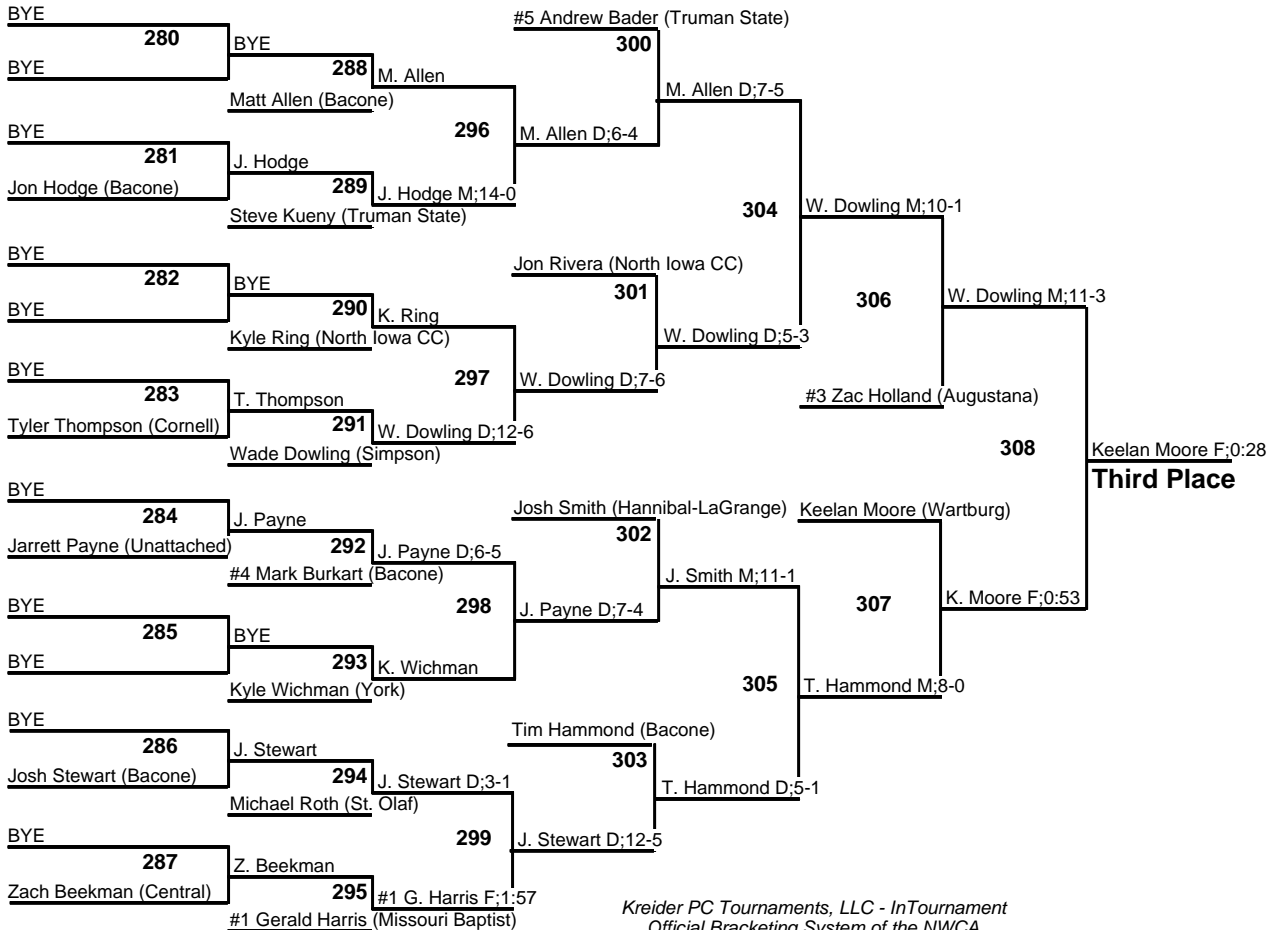 BYE
#5 Andrew Bader (Truman State)
280
300
BYE
288
BYE
M. Allen
M. Allen D;7-5
Matt Allen (Bacone)
BYE
296
M. Allen D;6-4
281
J. Hodge
Jon Hodge (Bacone)
289
J. Hodge M;14-0
304
W. Dowling M;10-1
Steve Kueny (Truman State)
BYE
Jon Rivera (North Iowa CC)
282
BYE
301
306
W. Dowling M;11-3
BYE
290
K. Ring
Kyle Ring (North Iowa CC)
W. Dowling D;5-3
BYE
297
W. Dowling D;7-6
283
T. Thompson
#3 Zac Holland (Augustana)
Tyler Thompson (Cornell)
291
W. Dowling D;12-6
Wade Dowling (Simpson)
308
Keelan Moore F;0:28
Third Place
BYE
Josh Smith (Hannibal-LaGrange)
Keelan Moore (Wartburg)
284
J. Payne
302
Jarrett Payne (Unattached)
292
J. Payne D;6-5
#4 Mark Burkart (Bacone)
J. Smith M;11-1
BYE
298
J. Payne D;7-4
307
K. Moore F;0:53
285
BYE
BYE
293
K. Wichman
Kyle Wichman (York)
305
T. Hammond M;8-0
BYE
Tim Hammond (Bacone)
286
J. Stewart
303
Josh Stewart (Bacone)
294
J. Stewart D;3-1
T. Hammond D;5-1
Michael Roth (St. Olaf)
BYE
299
J. Stewart D;12-5
287
Z. Beekman
Zach Beekman (Central)
295
#1 G. Harris F;1:57
#1 Gerald Harris (Missouri Baptist)
Kreider PC Tournaments, LLC - InTournament
Official Bracketing System of the NWCA